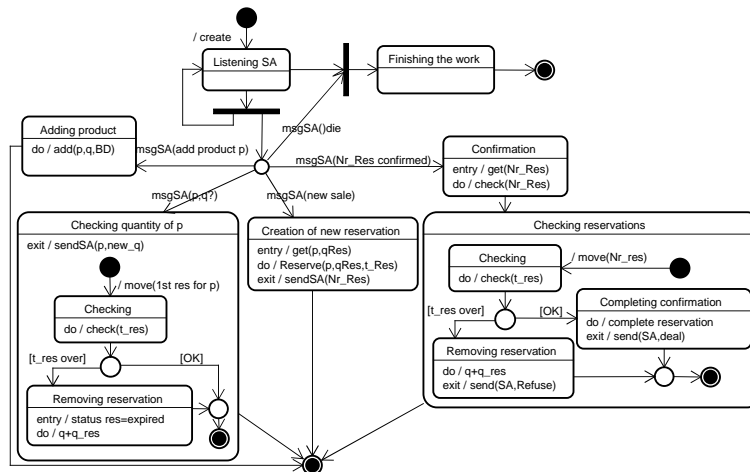 / create
Listening SA
Finishing the work
Adding product
do / add(p,q,BD)
msgSA()die
msgSA(add product p)
msgSA(Nr_Res confirmed)
Confirmation
entry / get(Nr_Res)
do / check(Nr_Res)
msgSA(p,q?)
msgSA(new sale)
Checking quantity of p
exit / sendSA(p,new_q)
/ move(1st res for p)
Checking
do / check(t_res)
[t_res over]
[OK]
Removing reservation
entry / status res=expired
do / q+q_res
Creation of new reservation
entry / get(p,qRes)
do / Reserve(p,qRes,t_Res)
exit / sendSA(Nr_Res)
Checking reservations
/ move(Nr_res)
Checking
do / check(t_res)
[t_res over]
[OK]
Completing confirmation
do / complete reservation
exit / send(SA,deal)
Removing reservation
do / q+q_res
exit / send(SA,Refuse)